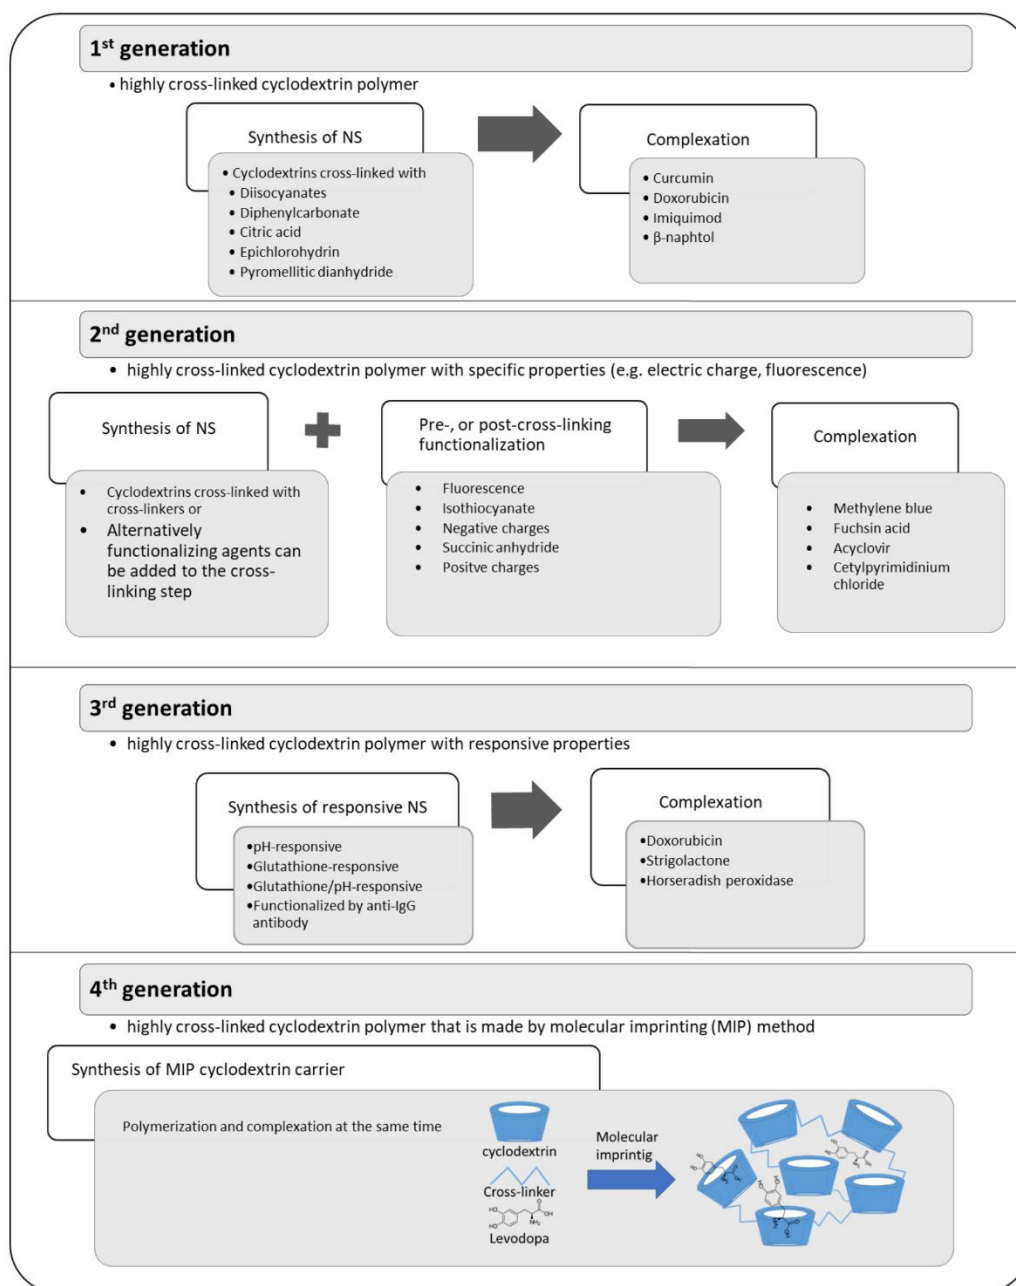 1st generation
• highly cross-linked cyclodextrin polymer
Synthesis of NS
• Cyclodextrins cross-linked with
• Diisocyanates
• Diphenylcarbonate
• Citric acid
• Epichlorohydrin
• Pyromellitic dianhydride
Complexation
• Curcumin
• Doxorubicin
• Imiquimod
• β-naphtol
2nd generation
• highly cross-linked cyclodextrin polymer with specific properties (e.g. electric charge, fluorescence)
Synthesis of NS
• Cyclodextrins cross-linked with
cross-linkers or
• Alternatively
functionalizing agents can
be added to the cross-
linking step
Pre-, or post-cross-linking
functionalization
• Fluorescence
• Isothiocyanate
• Negative charges
• Succinic anhydride
• Positve charges
Complexation
• Methylene blue
• Fuchsin acid
• Acyclovir
• Cetylpyrimidinium
chloride
3rd generation
• highly cross-linked cyclodextrin polymer with responsive properties
Synthesis of responsive NS
•pH-responsive
•Glutathione-responsive
•Glutathione/pH-responsive
•Functionalized by anti-IgG
antibody
Complexation
•Doxorubicin
•Strigolactone
•Horseradish peroxidase
4th generation
• highly cross-linked cyclodextrin polymer that is made by molecular imprinting (MIP) method
Synthesis of MIP cyclodextrin carrier
Polymerization and complexation at the same time
cyclodextrin
Cross-linker
HO
HO
O
OH
NH2
Levodopa
Molecular
imprintig